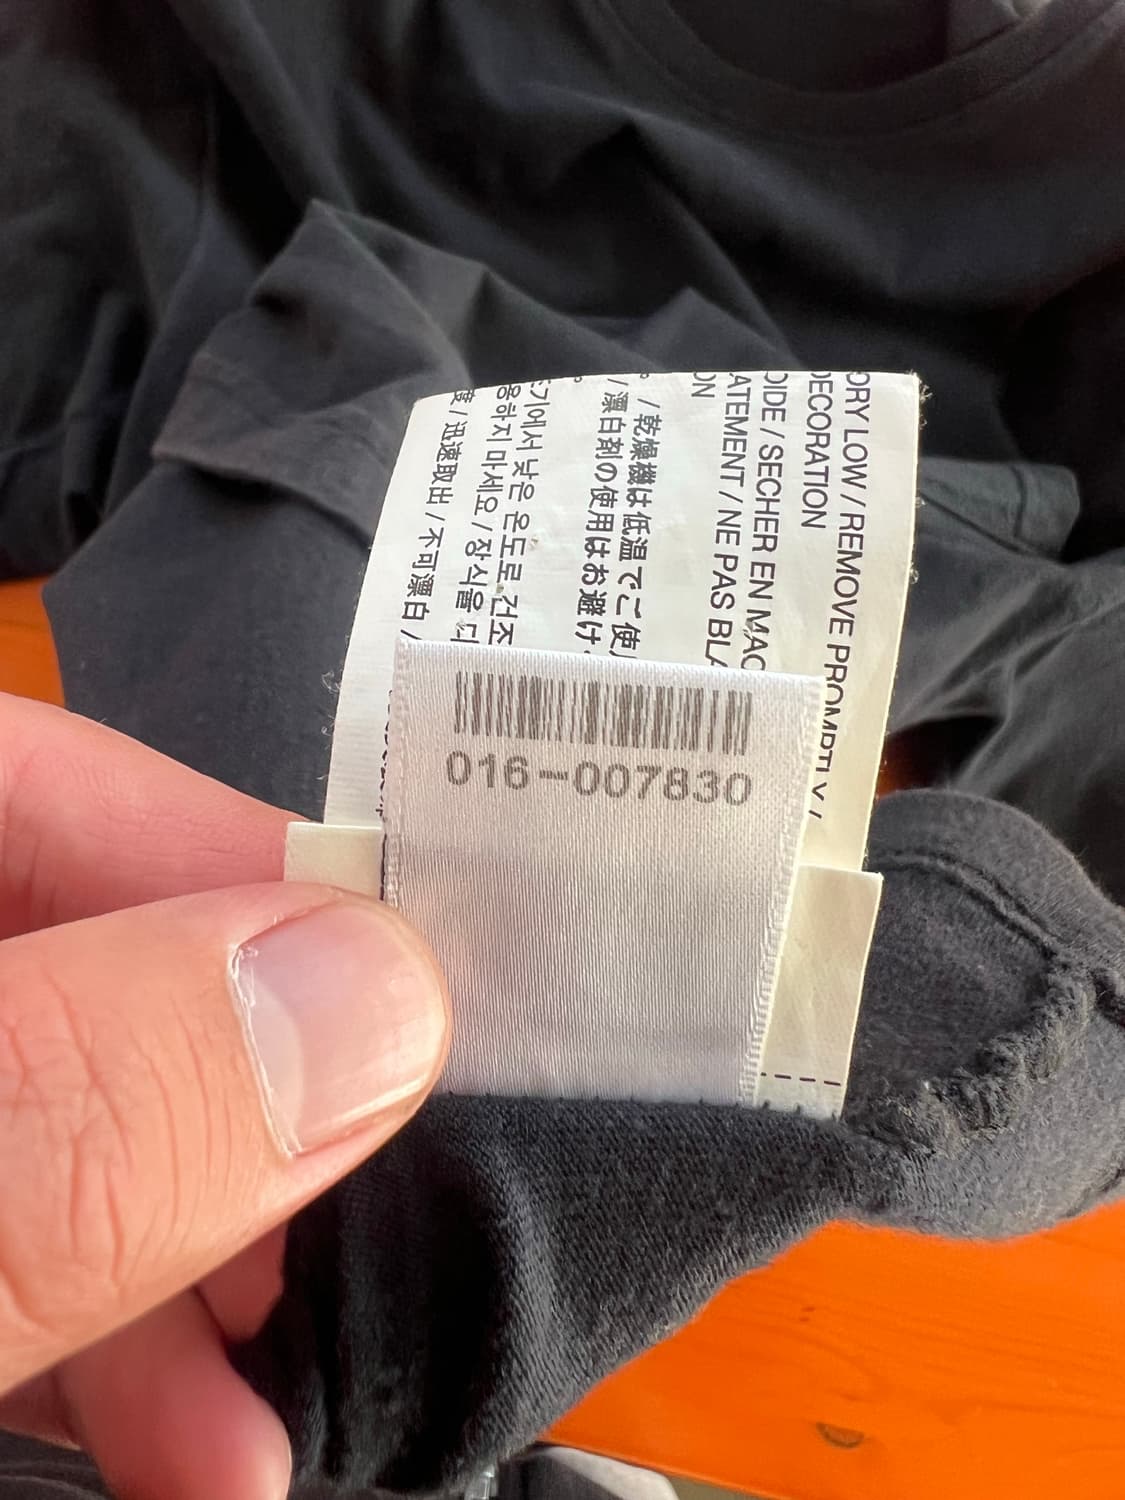 ORY LOW / REMOVE PROMPTLY /
DECORATION
OIDE / SECHER EN MAC
ATEMENT / NE PAS BLA
ON
/ 乾燥機は低温でご使
/ 漂白剤の使用はお避け
기에서 낮은 온도로 건조
용하지 마세요 / 장식을 다
度 / 迅速取出 / 不可漂白 /
016-007830